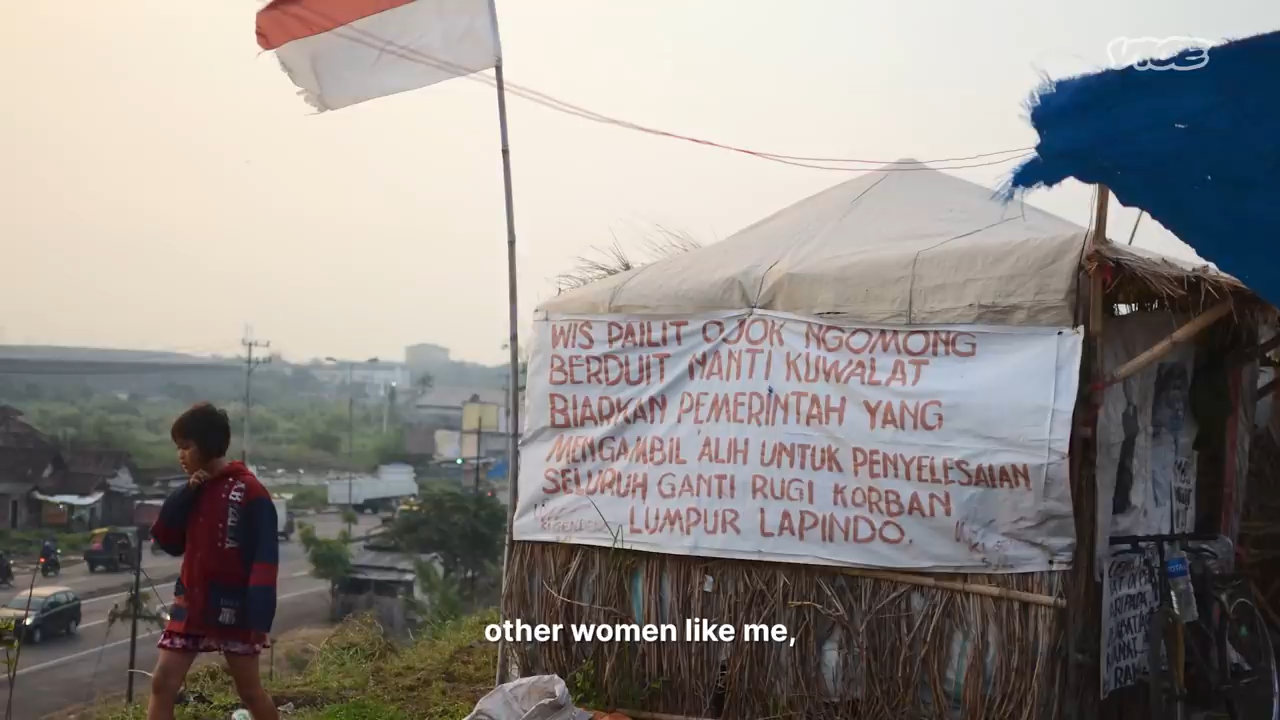 VICE
WIS PAILIT OJOK NGOMONG
BERDUIT NANTI KUWALAT
BIARKAN PEMERINTAH YANG
MENGAMBIL ALIH UNTUK PENYELESAIAN
SELURUH GANTI RUGI KORBAN
LUMPUR LAPINDO.
other women like me,